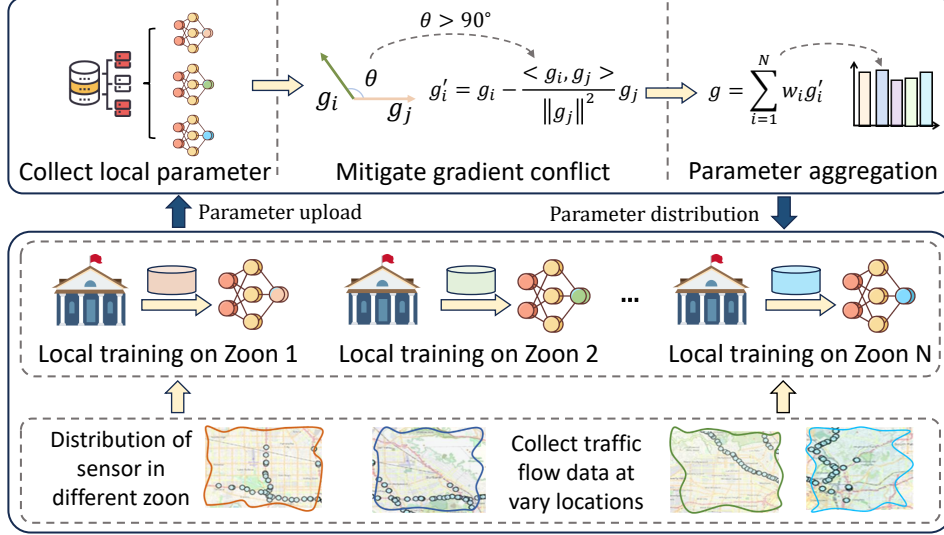 θ > 90°
θ
g_i
g_j
g_i' = g_i - \frac{< g_i, g_j >}{\|g_j\|^2} g_j
g = \sum_{i=1}^{N} w_i g_i'
Collect local parameter
Mitigate gradient conflict
Parameter aggregation
Parameter upload
Parameter distribution
...
Local training on Zoon 1
Local training on Zoon 2
Local training on Zoon N
Distribution of
sensor in
different zoon
Collect traffic
flow data at
vary locations